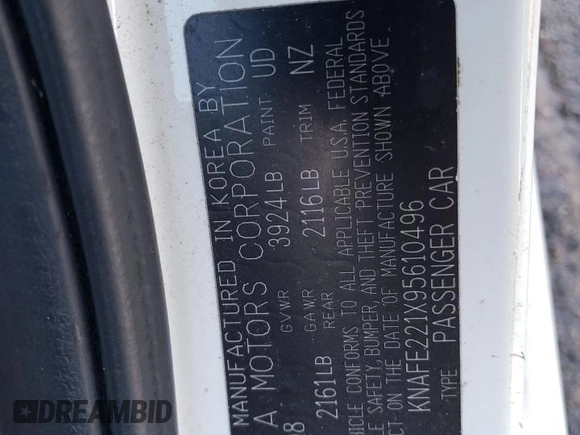 MANUFACTURED IN KOREA BY
A MOTORS CORPORATION
GVWR 3924LB PAINT UD
8 2161LB GAWR REAR 2116LB TRIM NZ
HICLE CONFORMS TO ALL APPLICABLE U.S.A. FEDERAL
LE SAFETY, BUMPER, AND THEFT PREVENTION STANDARDS
ECT ON THE DATE OF MANUFACTURE SHOWN ABOVE.
KNAFE221X95610496
TYPE PASSENGER CAR
DREAMBID